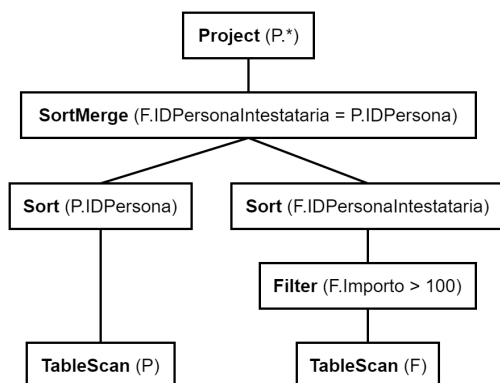 Project (P.*)
SortMerge (F.IDPersonaIntestataria = P.IDPersona)
Sort (P.IDPersona)
Sort (F.IDPersonaIntestataria)
Filter (F.Importo > 100)
TableScan (P)
TableScan (F)